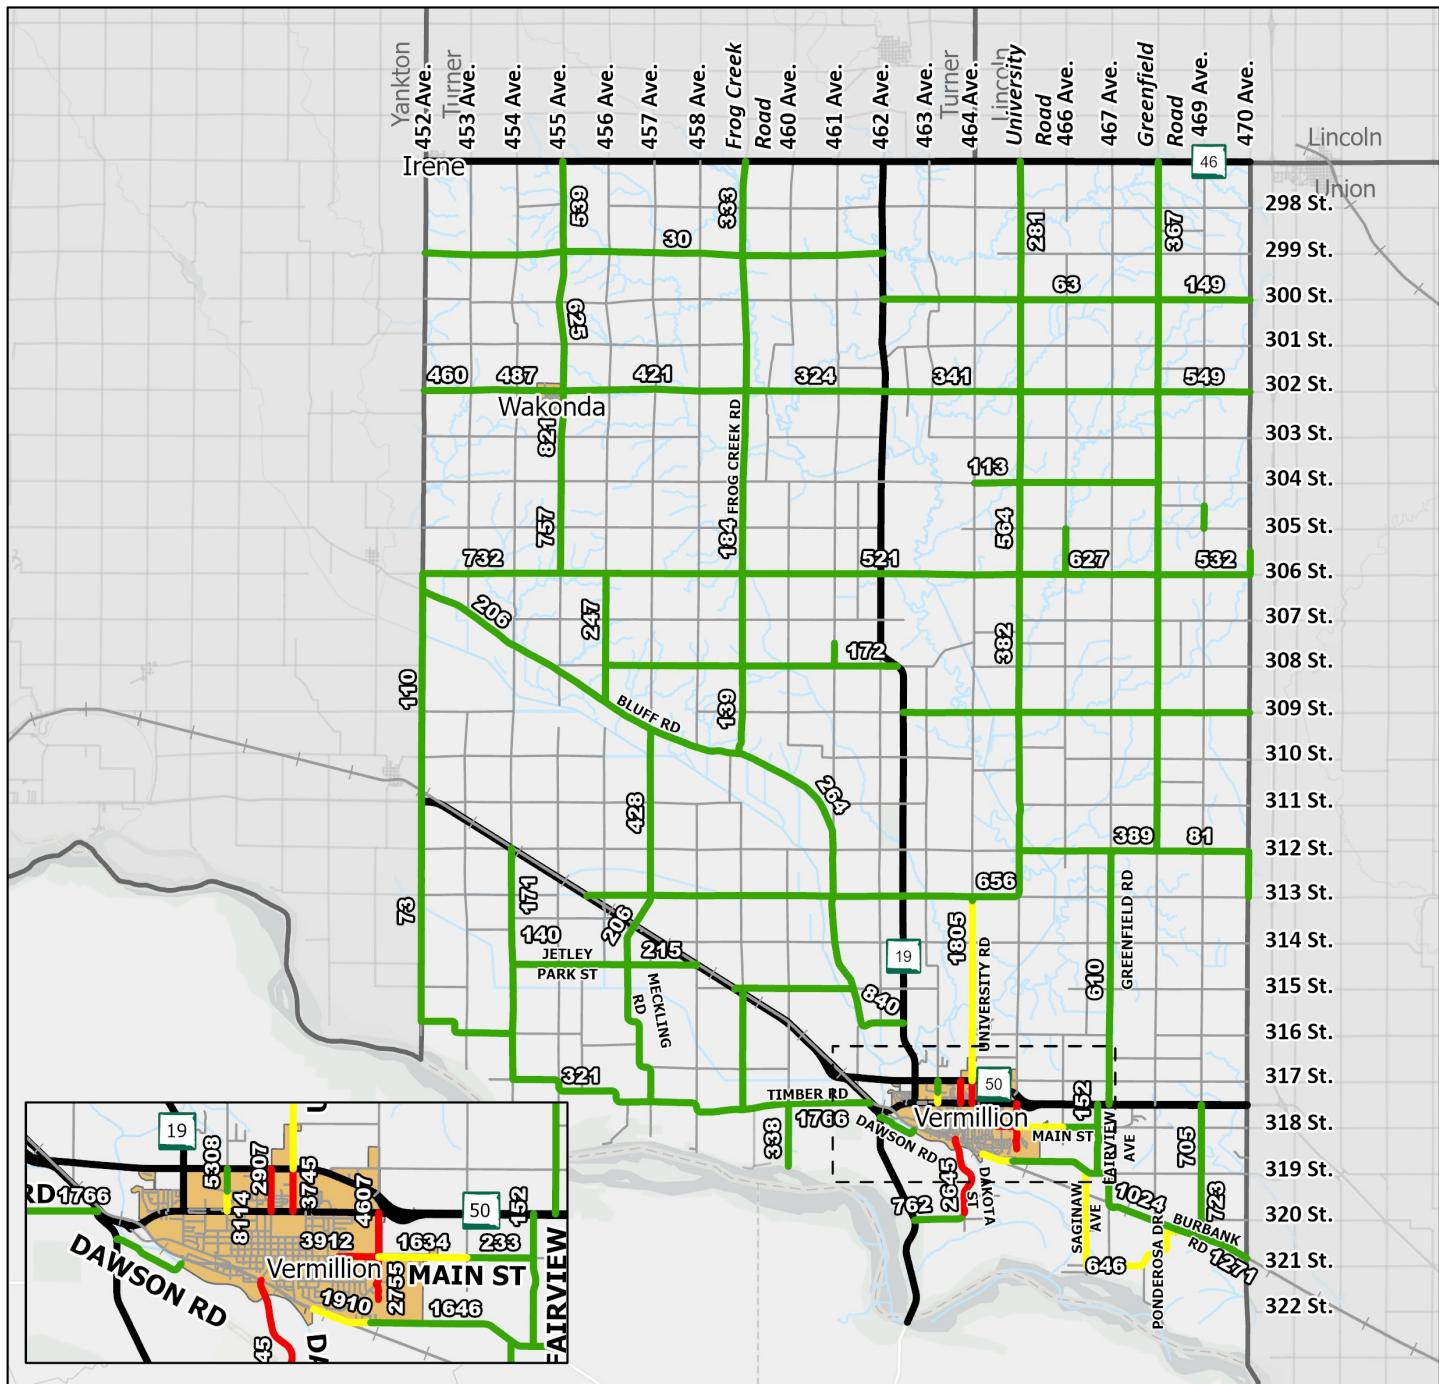 Yankton
452 Ave.
Turner
453 Ave.
454 Ave.
455 Ave.
456 Ave.
457 Ave.
458 Ave.
Frog Creek
Road
460 Ave.
461 Ave.
462 Ave.
463 Ave.
Turner
464 Ave.
Lincoln
University
Road
466 Ave.
467 Ave.
Greenfield
Road
469 Ave.
470 Ave.
Lincoln
Union
Irene
46
298 St.
539
333
281
367
30
299 St.
63
149
300 St.
625
301 St.
460
487
421
324
341
549
302 St.
Wakonda
821
FROG CREEK RD
303 St.
113
304 St.
757
184
564
305 St.
732
521
627
532
306 St.
206
247
382
307 St.
172
308 St.
110
BLUFF RD
139
309 St.
310 St.
428
264
311 St.
389
81
312 St.
656
313 St.
73
171
206
1805
UNIVERSITY RD
GREENFIELD RD
140
JETLEY
PARK ST
215
19
314 St.
610
MECKLING
RD
840
315 St.
316 St.
321
TIMBER RD
50
152
317 St.
1766
Vermillion
338
DAWSON RD
MAIN ST
FAIRVIEW
AVE
705
318 St.
319 St.
762
2645
DAKOTA
ST
SAGINAW
AVE
1024
PONDEROSA DR
BURBANK
RD
723
320 St.
646
1271
321 St.
322 St.
19
5308
2907
3745
4607
50
152
RD
1766
8114
3912
1634
233
DAWSON RD
Vermillion
2755
MAIN ST
1910
1646
FAIRVIEW
45
DA